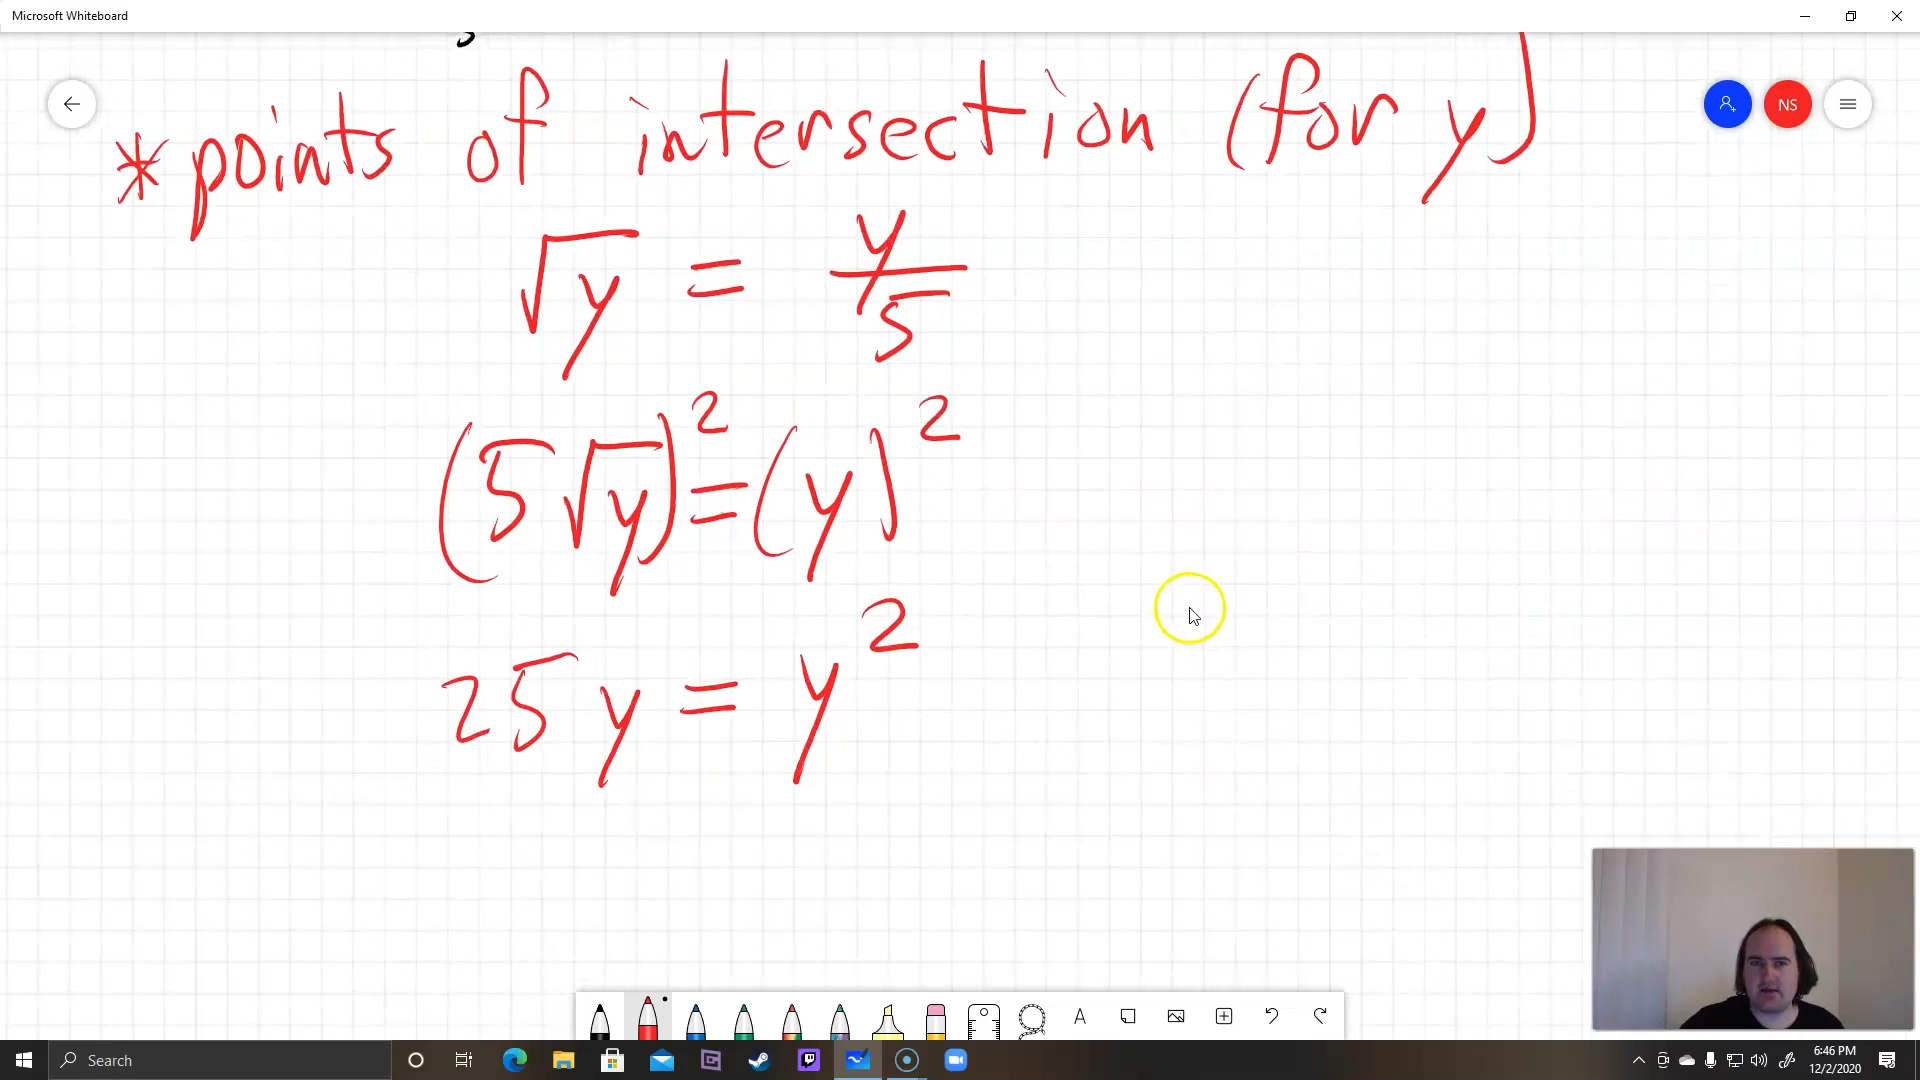 Microsoft Whiteboard
*points of intersection (for y)
NS
√y = y/5
(5√y)² = (y)²
25y = y²
A
Search
6:46 PM
12/2/2020